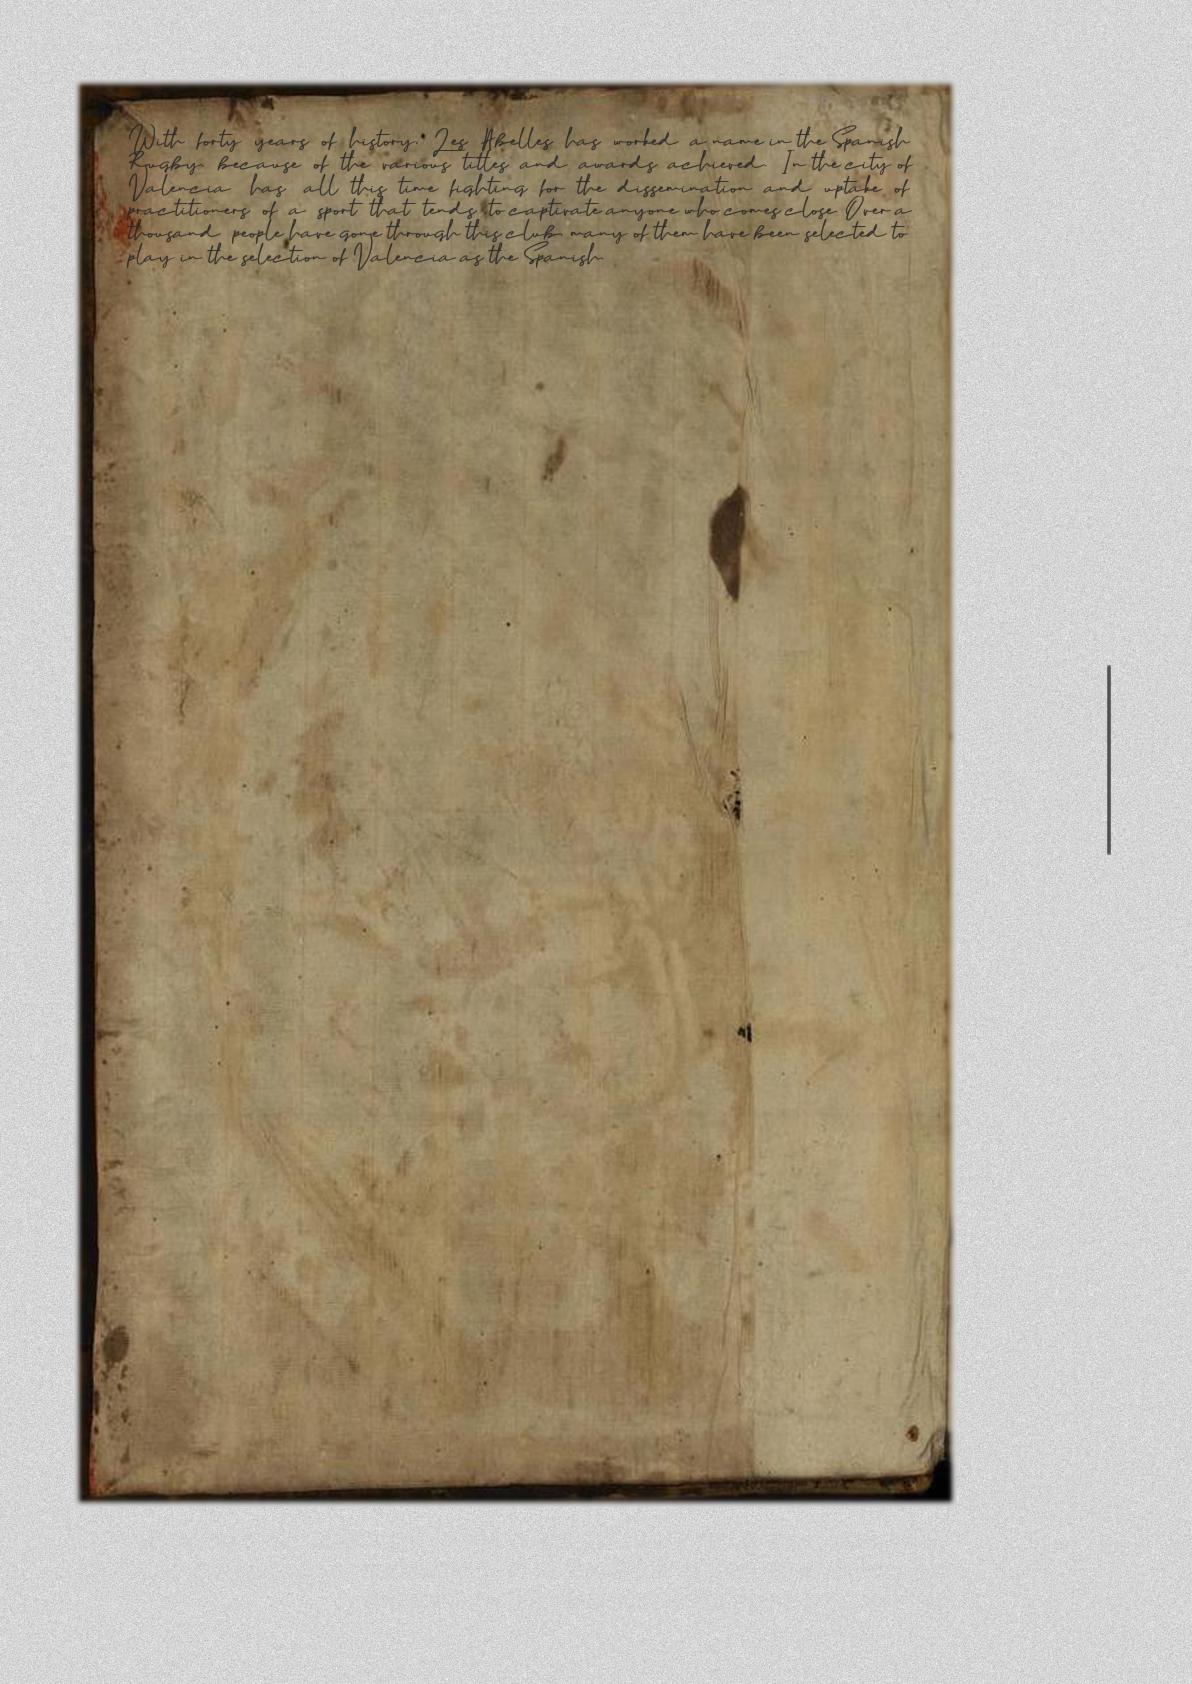 With forty years of history. Les Abelles has worked a name in the Spanish
Rugby because of the various titles and awards achieved. In the city of
Valencia has all this time fighting for the dissemination and uptake of
practitioners of a sport that tends to captivate anyone who comes close. Over a
thousand people have gone through this club, many of them have been selected to
play in the selection of Valencia as the Spanish.